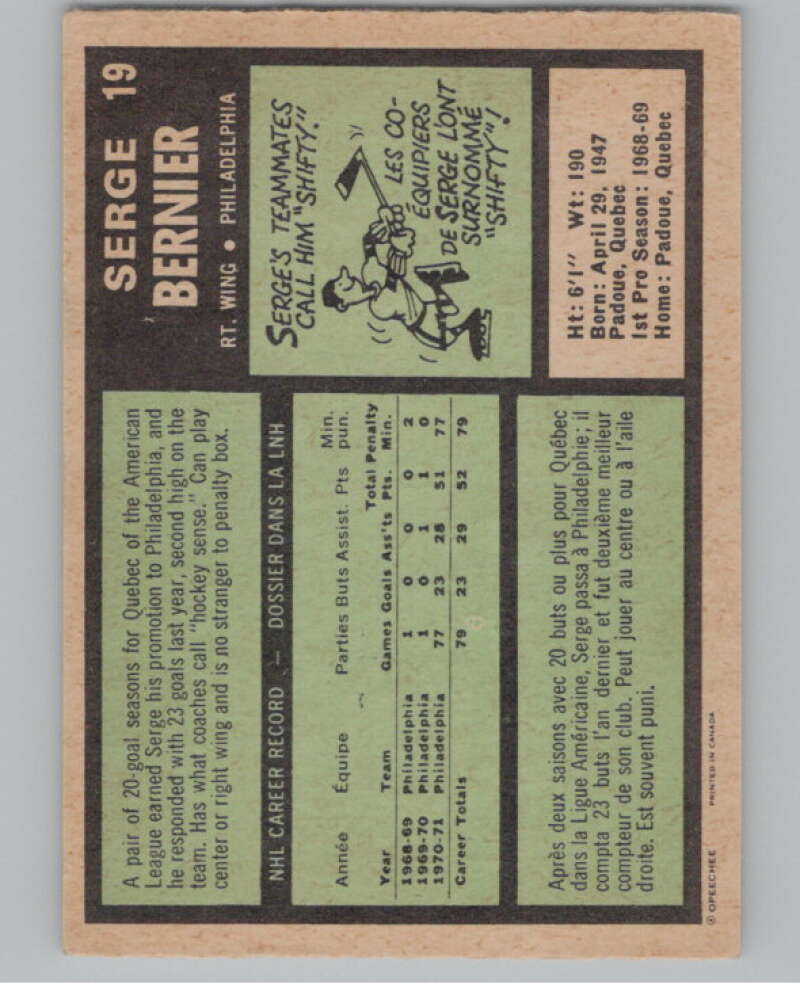 SERGE 19
BERNIER
RT. WING • PHILADELPHIA
A pair of 20-goal seasons for Quebec of the American
League earned Serge his promotion to Philadelphia, and
he responded with 23 goals last year, second high on the
team. Has what coaches call "hockey sense." Can play
center or right wing and is no stranger to penalty box.
SERGE'S TEAMMATES
CALL HIM "SHIFTY."
LES CO-
ÉQUIPIERS
DE SERGE L'ONT
SURNOMMÉ
"SHIFTY"!
NHL CAREER RECORD — DOSSIER DANS LA LNH
Année Équipe Parties Buts Assist. Pts Min. pun.
Year Team Games Goals Ass'ts Total Pts. Penalty Min.
1968-69 Philadelphia 1 0 0 0 2
1969-70 Philadelphia 1 0 1 1 0
1970-71 Philadelphia 77 23 28 51 77
Career Totals 79 23 29 52 79
Ht: 6'1" Wt: 190
Born: April 29, 1947
Padoue, Quebec
1st Pro Season: 1968-69
Home: Padoue, Quebec
Après deux saisons avec 20 buts ou plus pour Québec
dans la Ligue Américaine, Serge passa à Philadelphie; il
compta 23 buts l'an dernier et fut deuxième meilleur
compteur de son club. Peut jouer au centre ou à l'aile
droite. Est souvent puni.
© OPEECHEE PRINTED IN CANADA